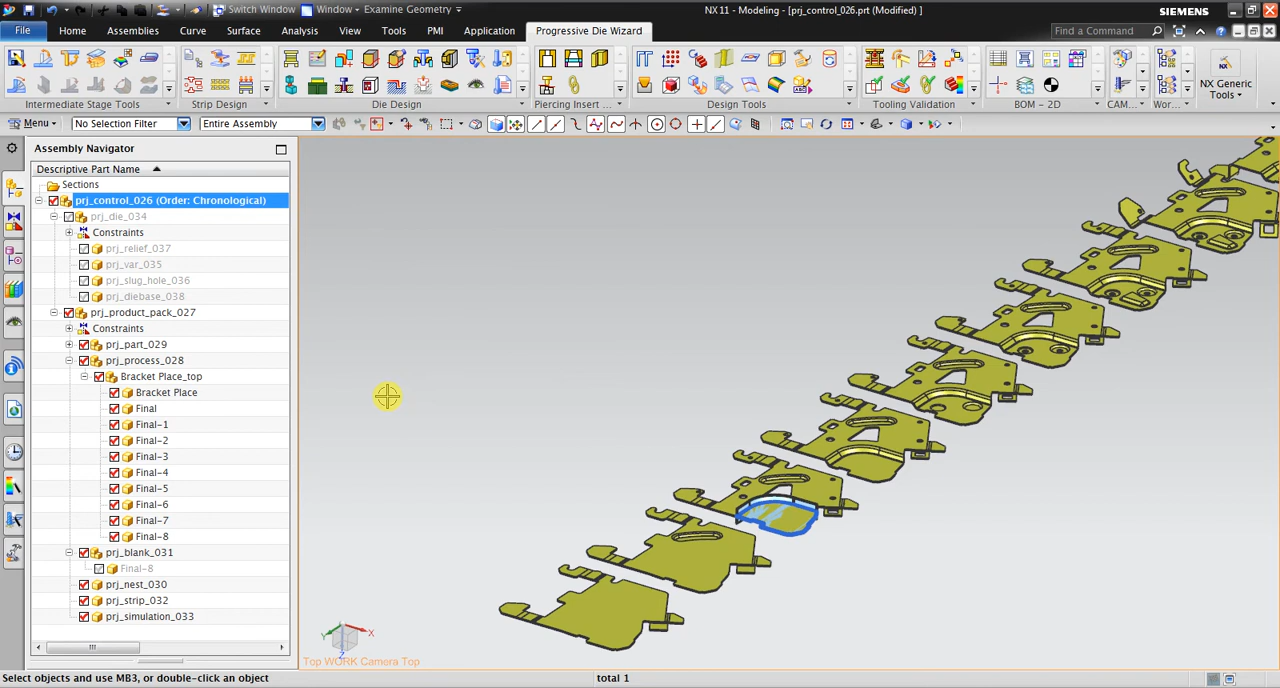 Switch Window Window Examine Geometry NX 11 - Modeling - [prj_control_026.prt (Modified) ] SIEMENS
File Home Assemblies Curve Surface Analysis View Tools PMI Application Progressive Die Wizard Find a Command
NX Generic
Tools
Intermediate Stage Tools Strip Design Die Design Piercing Insert ... Design Tools Tooling Validation BOM - 2D CAM... Wor...
Menu No Selection Filter Entire Assembly
Assembly Navigator
Descriptive Part Name
Sections
prj_control_026 (Order: Chronological)
prj_die_034
Constraints
prj_relief_037
prj_var_035
prj_slug_hole_036
prj_diebase_038
prj_product_pack_027
Constraints
prj_part_029
prj_process_028
Bracket Place_top
Bracket Place
Final
Final-1
Final-2
Final-3
Final-4
Final-5
Final-6
Final-7
Final-8
prj_blank_031
Final-8
prj_nest_030
prj_strip_032
prj_simulation_033
X
Y
Z
Top WORK Camera Top
Select objects and use MB3, or double-click an object total 1